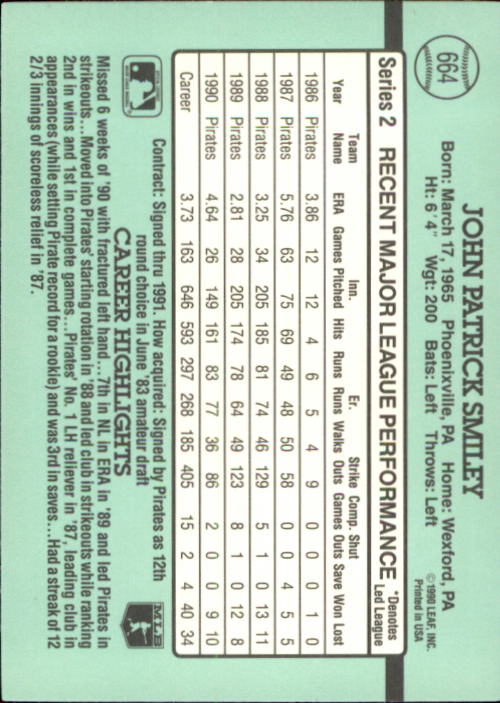 664
JOHN PATRICK SMILEY
©1990 LEAF, INC.
Printed in USA
Born: March 17, 1965 Phoenixville, PA Home: Wexford, PA
Ht: 6'4" Wgt: 200 Bats: Left Throws: Left
Series 2 RECENT MAJOR LEAGUE PERFORMANCE *Denotes Led League
Team Inn. Er. Strike Comp. Shut
Year Name ERA Games Pitched Hits Runs Runs Walks Outs Games Outs Save Won Lost
1986 Pirates 3.86 12 12 4 6 5 4 9 0 0 0 1 0
1987 Pirates 5.76 63 75 69 49 48 50 58 0 0 4 5 5
1988 Pirates 3.25 34 205 185 81 74 46 129 5 1 0 13 11
1989 Pirates 2.81 28 205 174 78 64 49 123 8 1 0 12 8
1990 Pirates 4.64 26 149 161 83 77 36 86 2 0 0 9 10
Career 3.73 163 646 593 297 268 185 405 15 2 4 40 34
Contract: Signed thru 1991. How acquired: Signed by Pirates as 12th
round choice in June '83 amateur draft
MLB
CAREER HIGHLIGHTS
Missed 6 weeks of '90 with fractured left hand...7th in NL in ERA in '89 and led Pirates in
strikeouts...Moved into Pirates' starting rotation in '88 and led club in strikeouts while ranking
2nd in wins and 1st in complete games...Pirates' No. 1 LH reliever in '87, leading club in
appearances (while setting Pirate record for a rookie) and was 3rd in saves...Had a streak of 12
2/3 innings of scoreless relief in '87.